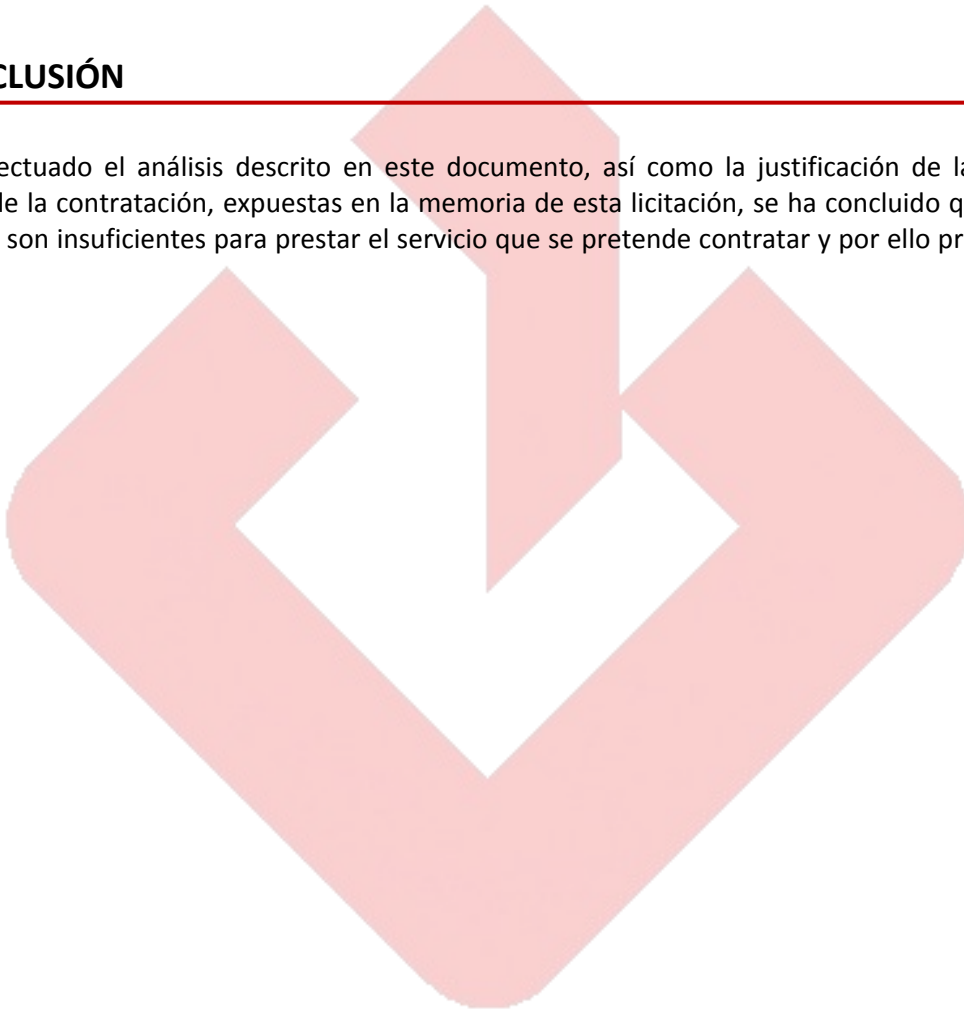 CLUSIÓN
ectuado el análisis descrito en este documento, así como la justificación de la
de la contratación, expuestas en la memoria de esta licitación, se ha concluido q
son insuficientes para prestar el servicio que se pretende contratar y por ello pr